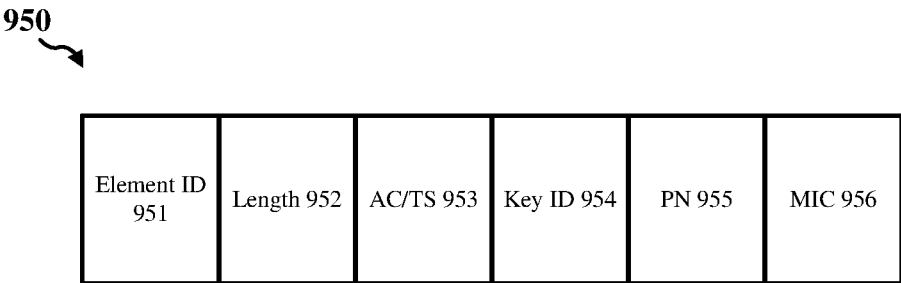 950
Element ID
951
Length 952
AC/TS 953
Key ID 954
PN 955
MIC 956